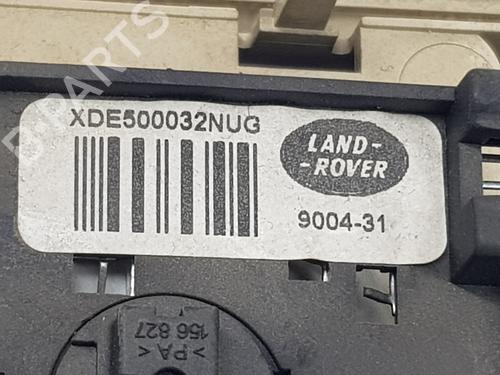 XDE500032NUG
LAND-
-ROVER
9004-31
>PA<
156 827
PARTS